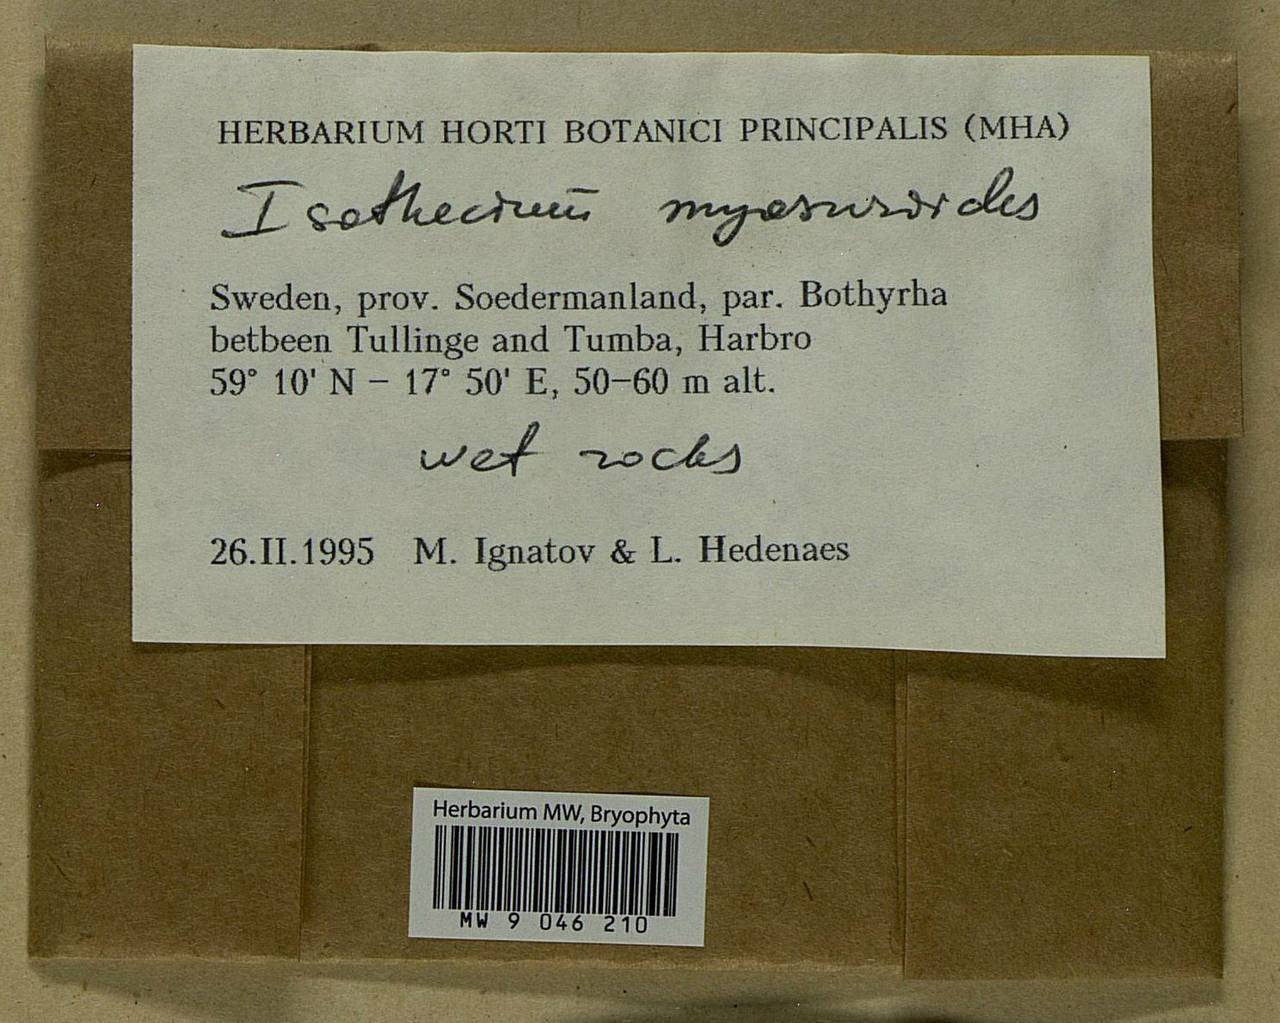 HERBARIUM HORTI BOTANICI PRINCIPALIS (MHA)
Isotheciū myosuroides
Sweden, prov. Soedermanland, par. Bothyrha
betbeen Tullinge and Tumba, Harbro
59° 10' N – 17° 50' E, 50–60 m alt.
wet rocks
26.II.1995 M. Ignatov & L. Hedenaes
Herbarium MW, Bryophyta
MW 9 046 210